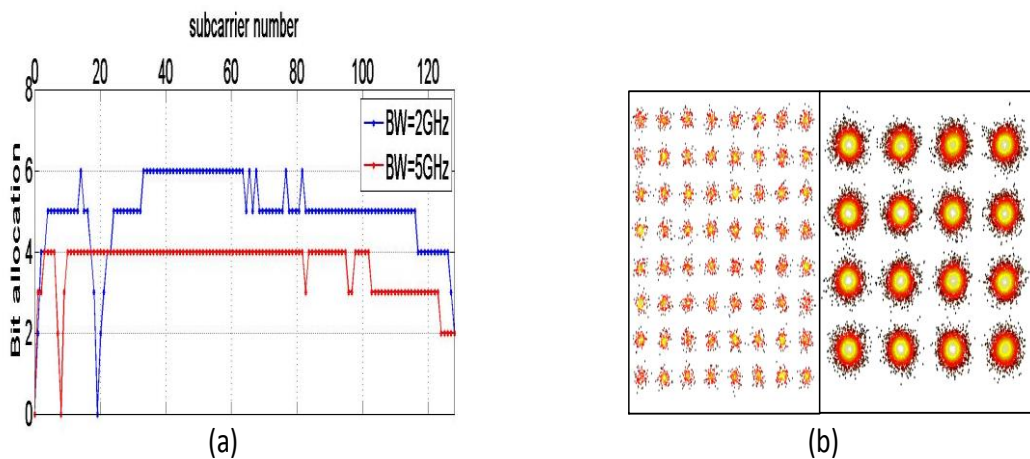 subcarrier number
0 20 40 60 80 100 120
8
6
4
2
0
Bit allocation
BW=2GHz
BW=5GHz
(a)
(b)